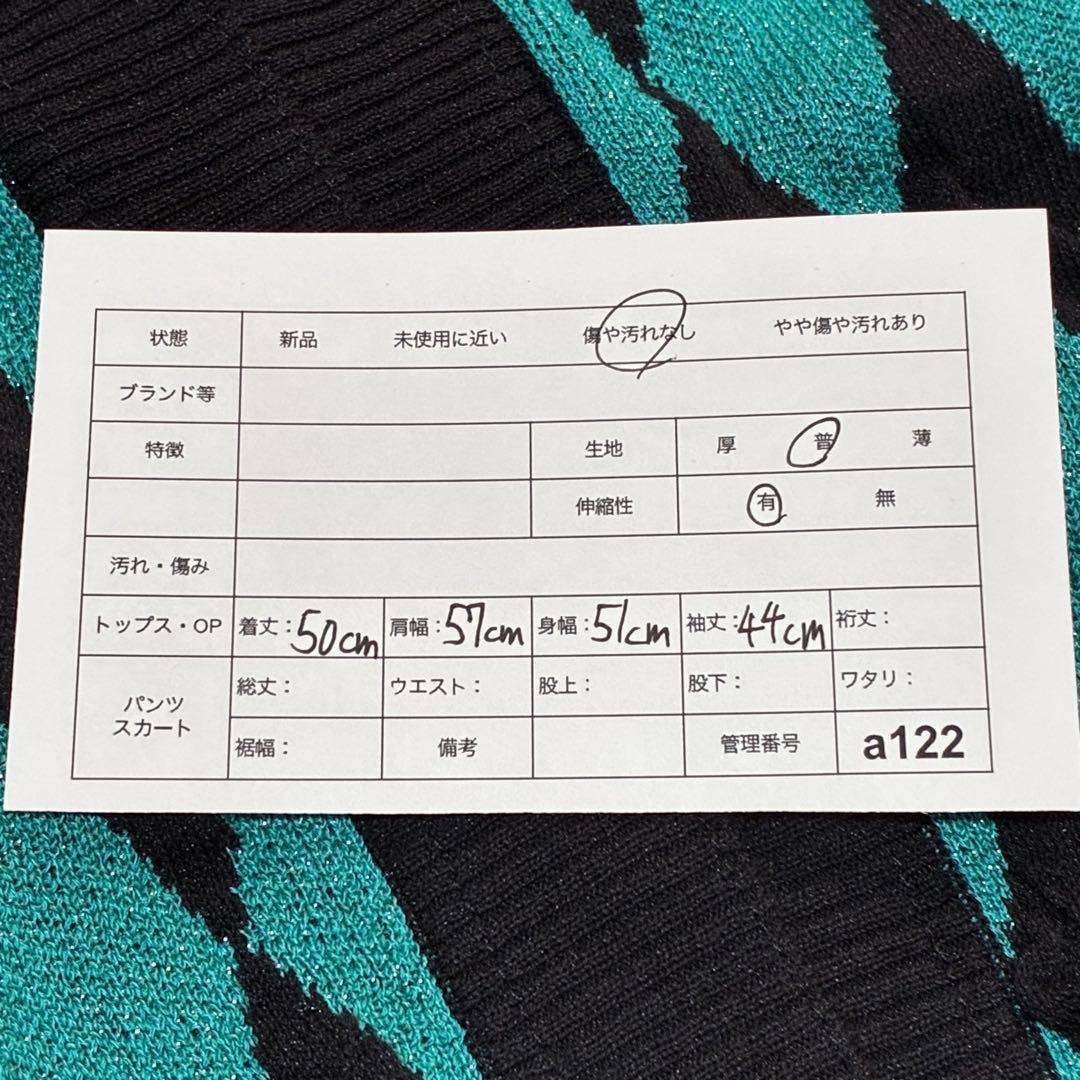 状態 新品 未使用に近い 傷や汚れなし やや傷や汚れあり
ブランド等
特徴 生地 厚 普 薄
伸縮性 有 無
汚れ・傷み
トップス・OP 着丈：50cm 肩幅：57cm 身幅：51cm 袖丈：44cm 裄丈：
パンツ スカート
総丈： ウエスト： 股上： 股下： ワタリ：
裾幅： 備考 管理番号 a122